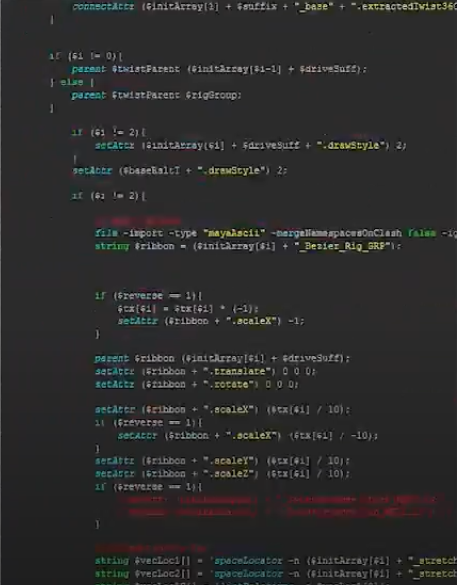 connectAttr ($initArray[1] + $suffix + "_base" + ".extractedTwist360
}
if ($i != 0){
parent $twistParent ($initArray[$i-1] + $driveSuff);
} else {
parent $twistParent $rigGroup;
}
if ($i != 2){
setAttr ($initArray[$i] + $driveSuff + ".drawStyle") 2;
}
setAttr ($baseHalfT + ".drawStyle") 2;
if ($i != 2){
file -import -type "mayaAscii" -mergeNamespacesOnClash false -ig
string $ribbon = ($initArray[$i] + "_Bezier_Rig_GRP");
if ($reverse == 1){
$tx[$i] = $tx[$i] * (-1);
setAttr ($ribbon + ".scaleX") -1;
}
parent $ribbon ($initArray[$i] + $driveSuff);
setAttr ($ribbon + ".translate") 0 0 0;
setAttr ($ribbon + ".rotate") 0 0 0;
setAttr ($ribbon + ".scaleX") ($tx[$i] / 10);
if ($reverse == 1){
setAttr ($ribbon + ".scaleX") ($tx[$i] / -10);
}
setAttr ($ribbon + ".scaleY") ($tx[$i] / 10);
setAttr ($ribbon + ".scaleZ") ($tx[$i] / 10);
if ($reverse == 1){
}
string $vecLoc1[] = `spaceLocator -n ($initArray[$i] + "_stretch
string $vecLoc2[] = `spaceLocator -n ($initArray[$i] + "_stretch